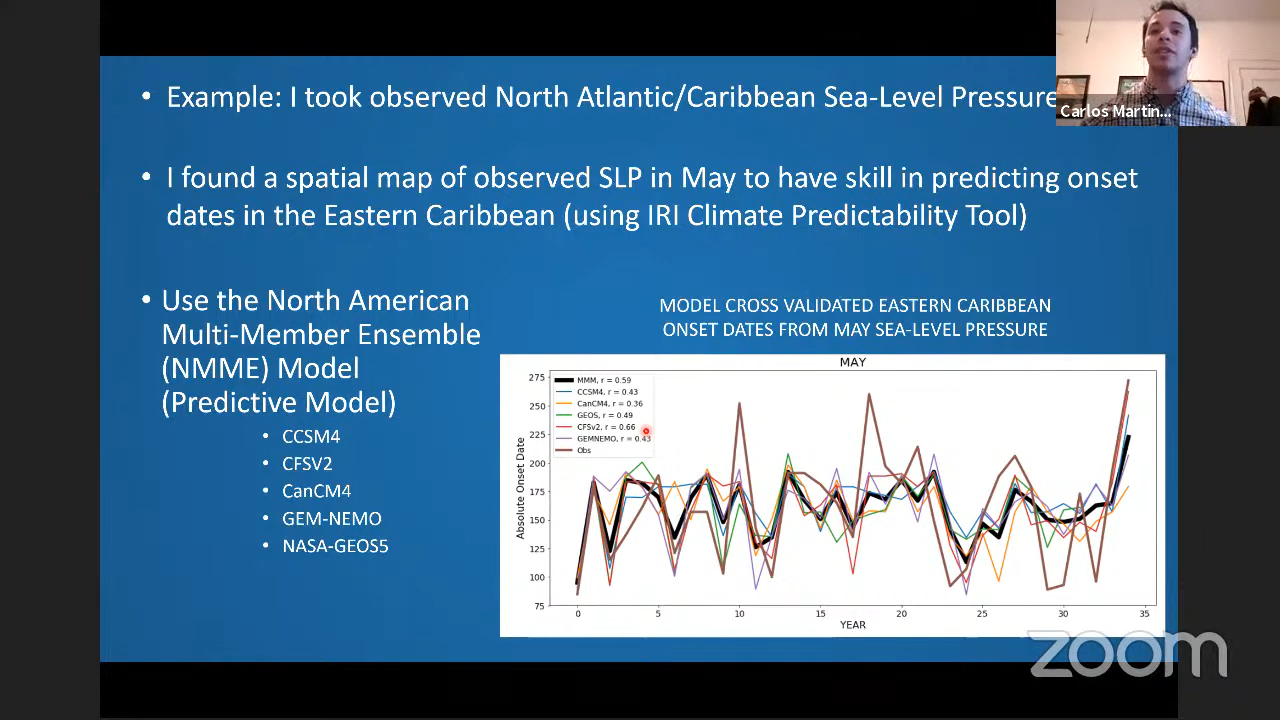 • Example: I took observed North Atlantic/Caribbean Sea-Level Pressure
Carlos Martin...
• I found a spatial map of observed SLP in May to have skill in predicting onset
dates in the Eastern Caribbean (using IRI Climate Predictability Tool)
• Use the North American
Multi-Member Ensemble
(NMME) Model
(Predictive Model)
• CCSM4
• CFSV2
• CanCM4
• GEM-NEMO
• NASA-GEOS5
MODEL CROSS VALIDATED EASTERN CARIBBEAN
ONSET DATES FROM MAY SEA-LEVEL PRESSURE
MAY
MMM, r = 0.59
CCSM4, r = 0.43
CanCM4, r = 0.36
GEOS, r = 0.49
CFSv2, r = 0.66
GEMNEMO, r = 0.43
Obs
Absolute Onset Date
275
250
225
200
175
150
125
100
75
0 5 10 15 20 25 30 35
YEAR
zoom